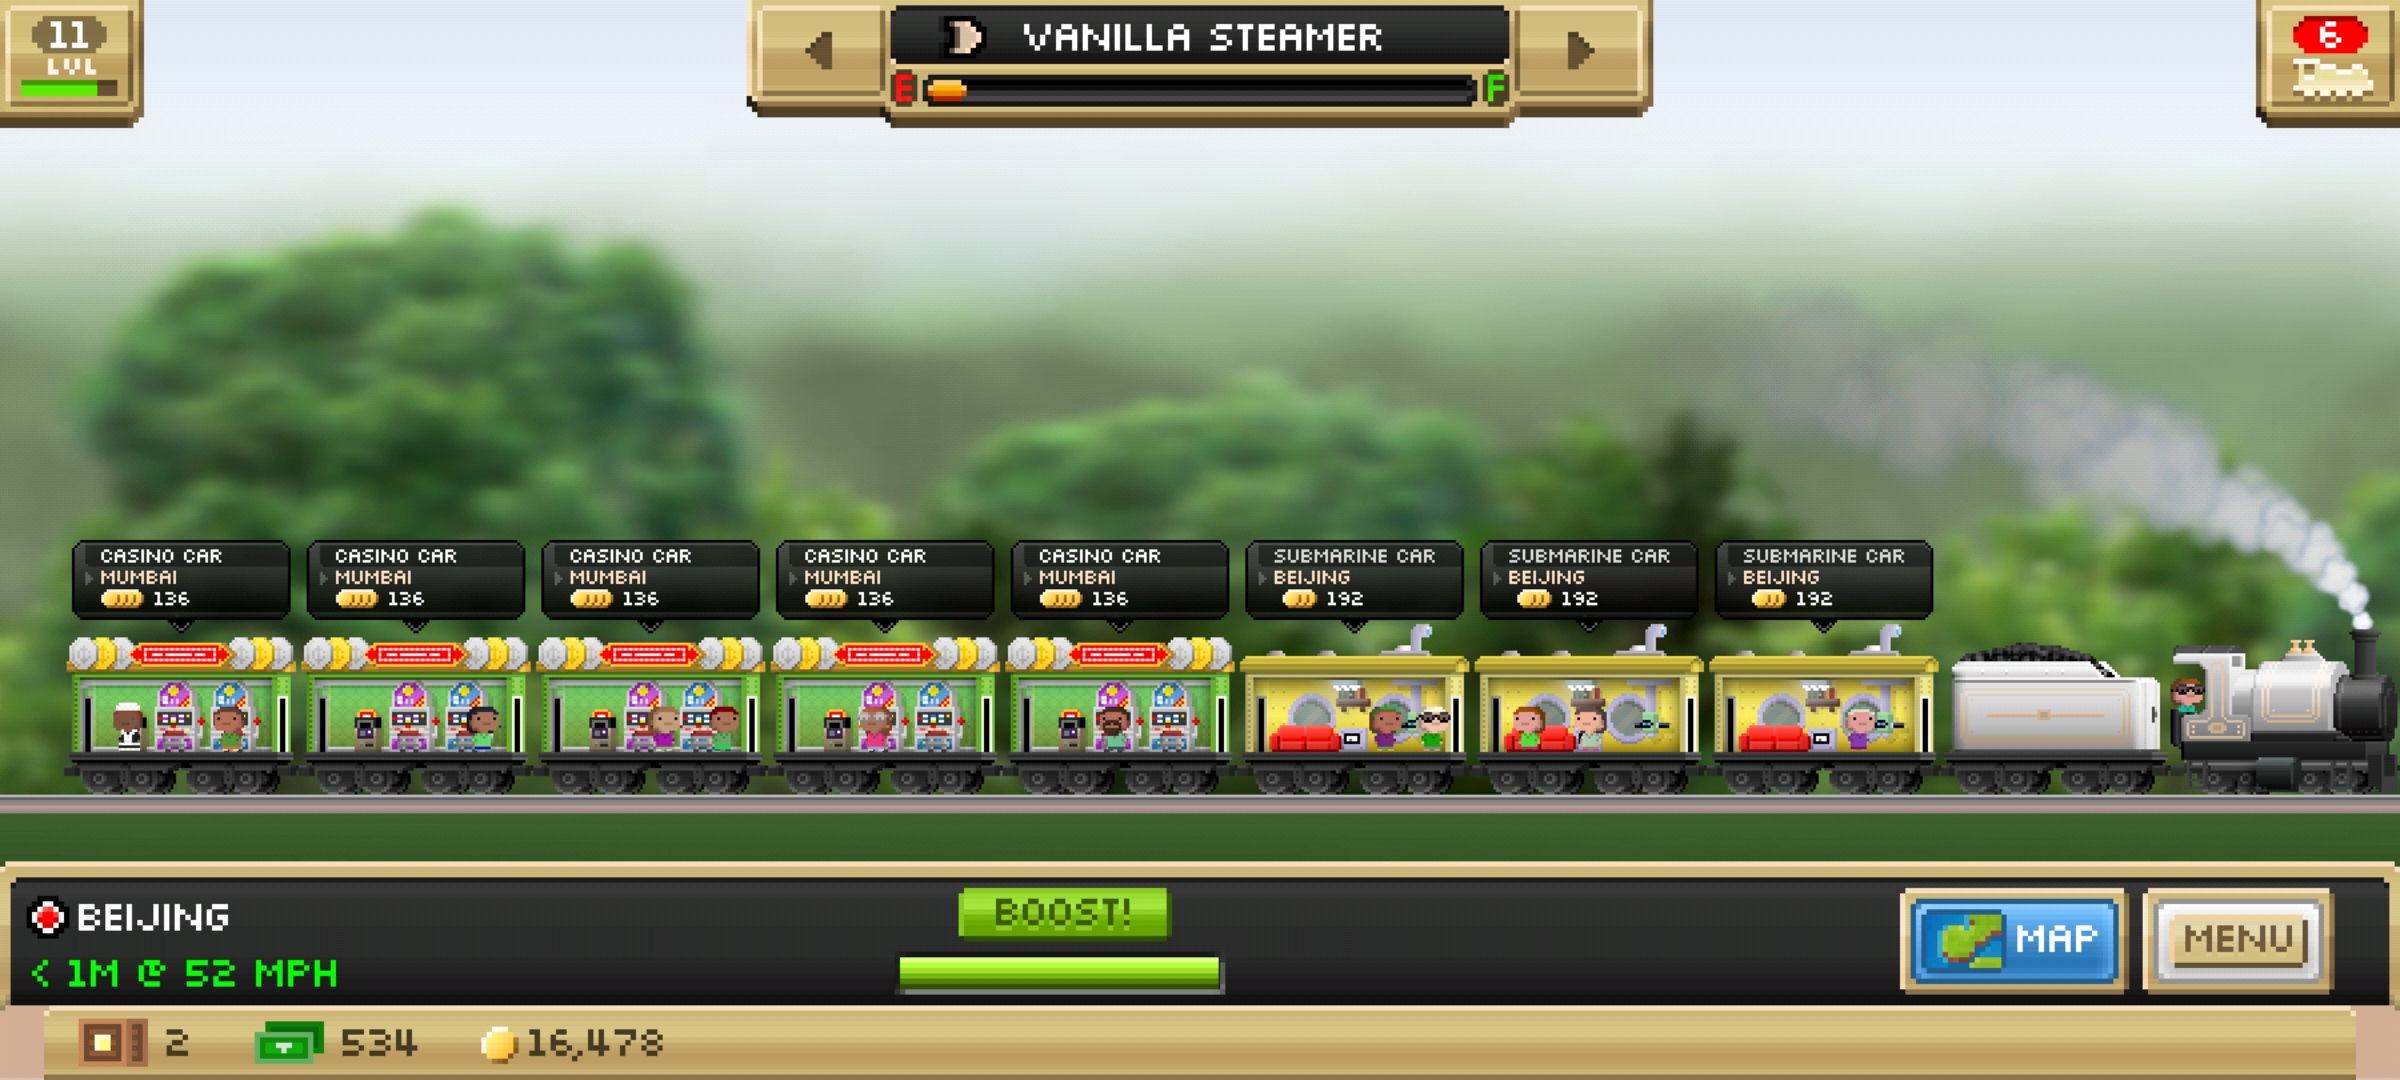 11
LVL
VANILLA STEAMER
E F
6
CASINO CAR
MUMBAI
136
CASINO CAR
MUMBAI
136
CASINO CAR
MUMBAI
136
CASINO CAR
MUMBAI
136
CASINO CAR
MUMBAI
136
SUBMARINE CAR
BEIJING
192
SUBMARINE CAR
BEIJING
192
SUBMARINE CAR
BEIJING
192
BEIJING
< 1M @ 52 MPH
BOOST!
MAP
MENU
2
534
16,478